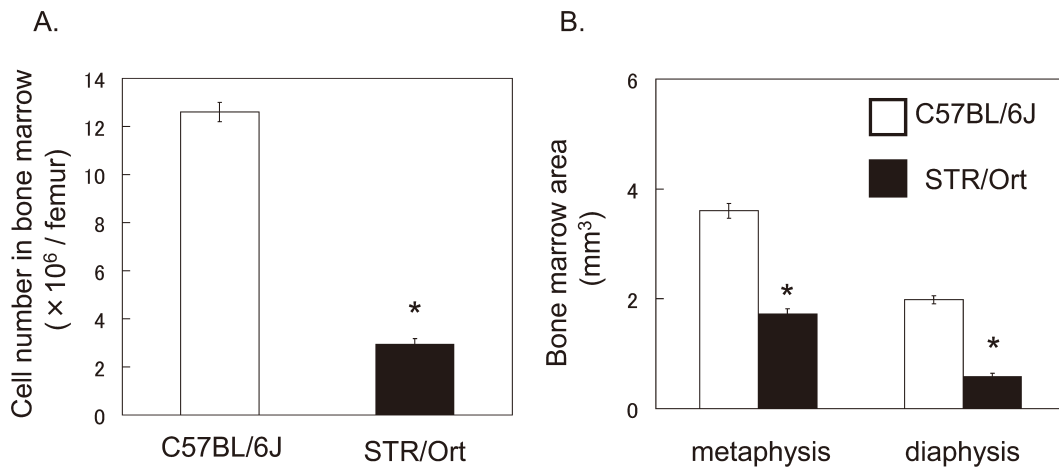 A.
Cell number in bone marrow
(×10⁶ / femur)
14
12
10
8
6
4
2
0
*
C57BL/6J
STR/Ort
B.
Bone marrow area
(mm³)
6
4
2
0
C57BL/6J
STR/Ort
*
*
metaphysis
diaphysis